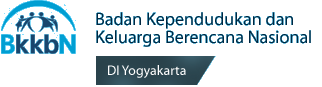 BkkbN
Badan Kependudukan dan
Keluarga Berencana Nasional
DI Yogyakarta